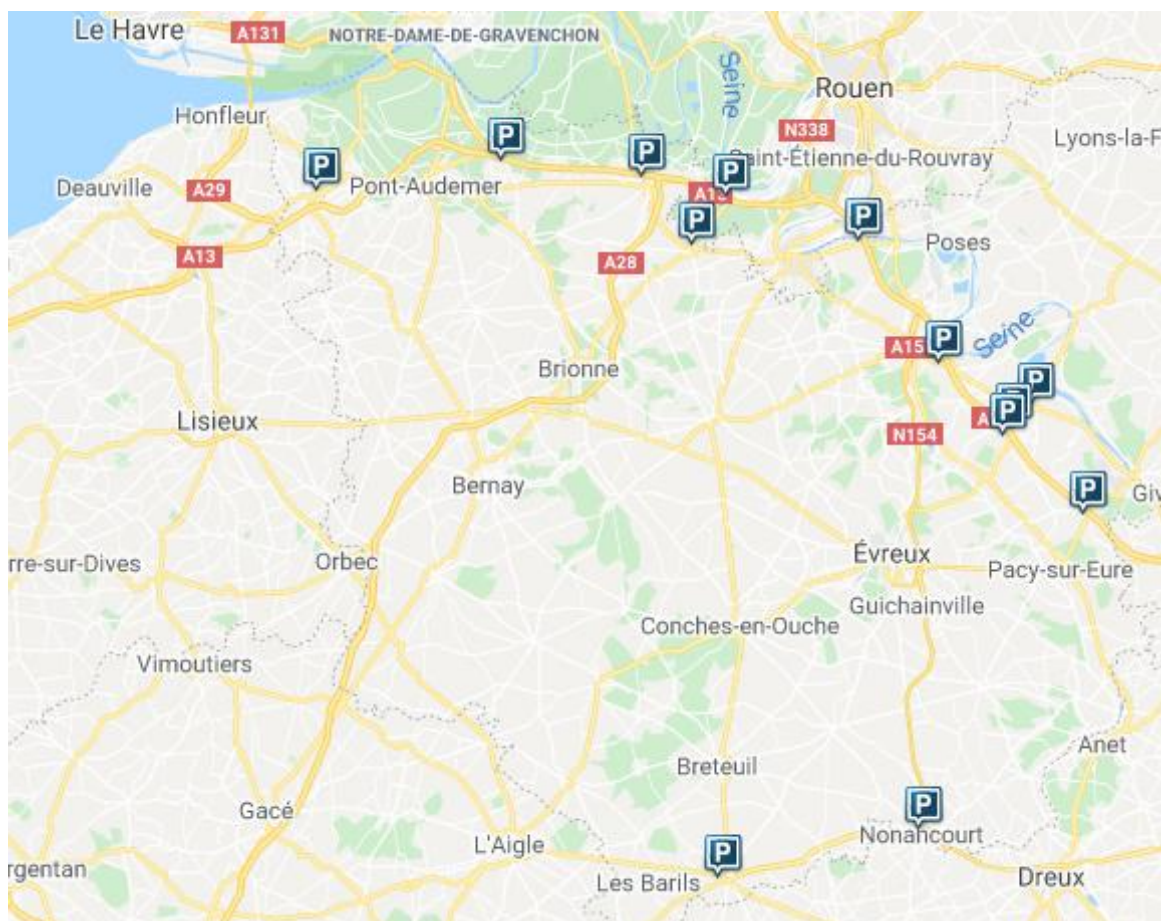 Le Havre
A131
NOTRE-DAME-DE-GRAVENCHON
Seine
Rouen
Honfleur
N338
P
Lyons-la-F
P
P
Saint-Étienne-du-Rouvray
P
P
Deauville
A29
Pont-Audemer
A13
P
P
Poses
A13
A28
Seine
P
A15
Brionne
P
P
A
Lisieux
N154
Bernay
P
Giv
Évreux
rre-sur-Dives
Orbec
Pacy-sur-Eure
Guichainville
Conches-en-Ouche
Vimoutiers
Anet
Breteuil
Gacé
P
Nonancourt
L'Aigle
P
rgentan
Les Barils
Dreux